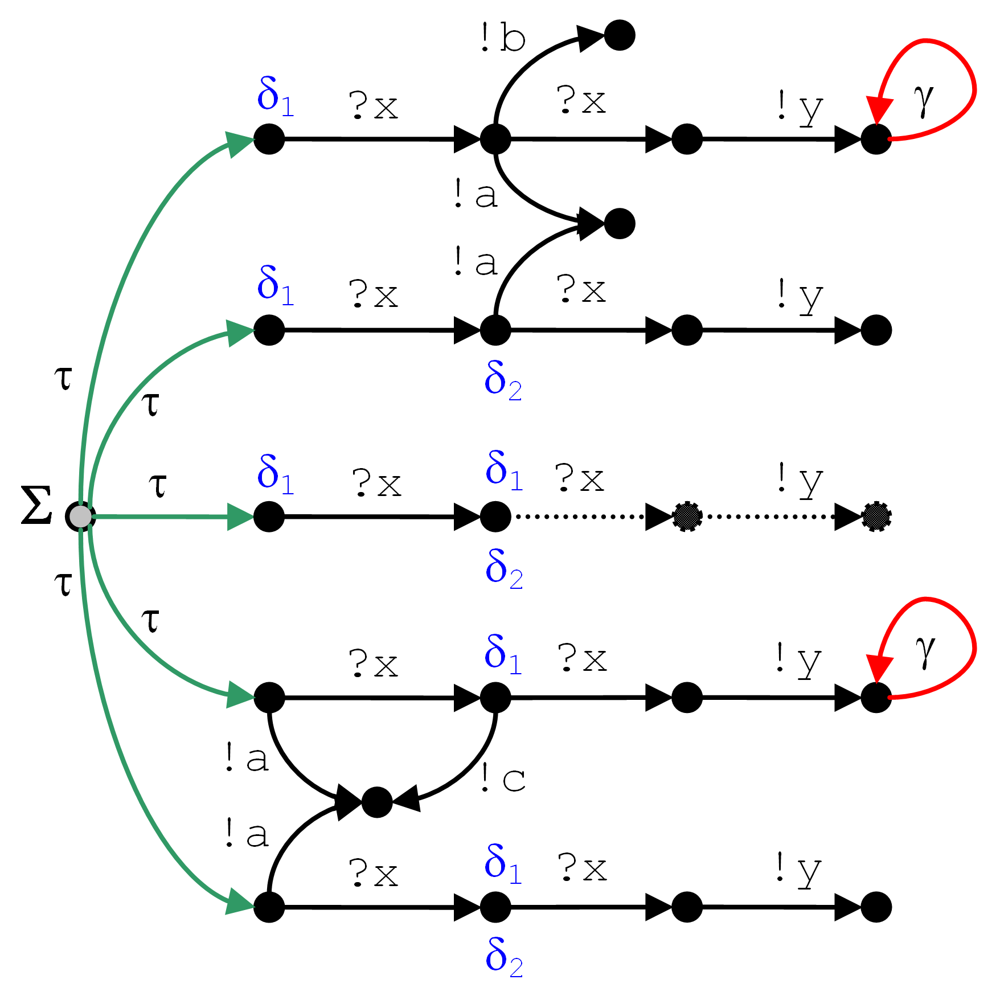 !b
δ1 ?x ?x !y γ
!a
!a
δ1 ?x ?x !y
τ δ2
τ
τ δ1 ?x δ1 ?x !y
Σ
τ δ2
τ
?x δ1 ?x !y γ
!a !c
!a
?x δ1 ?x !y
δ2